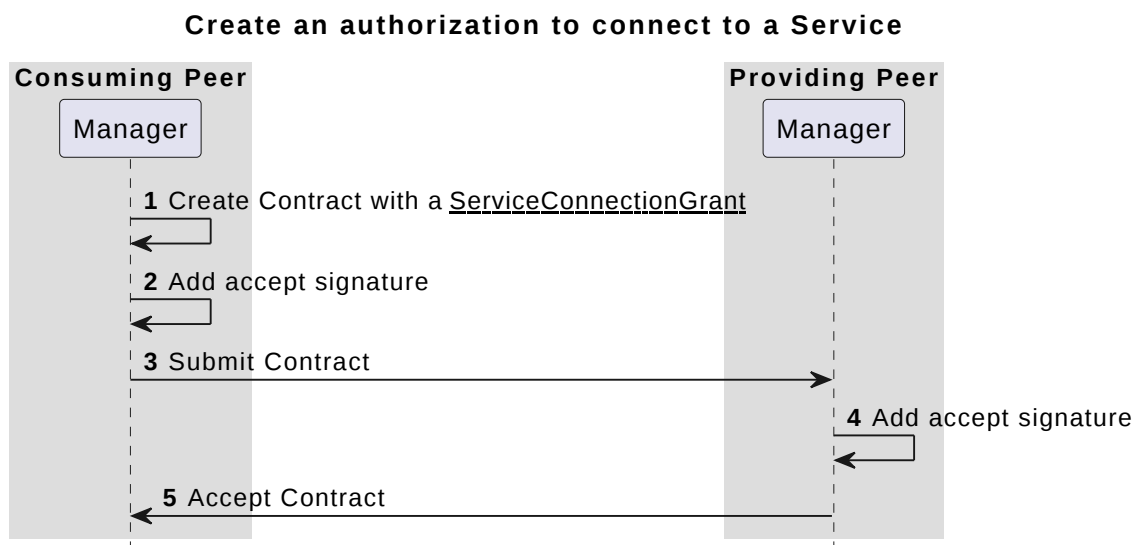 Create an authorization to connect to a Service
Consuming Peer
Providing Peer
Manager
Manager
1 Create Contract with a ServiceConnectionGrant
2 Add accept signature
3 Submit Contract
4 Add accept signature
5 Accept Contract